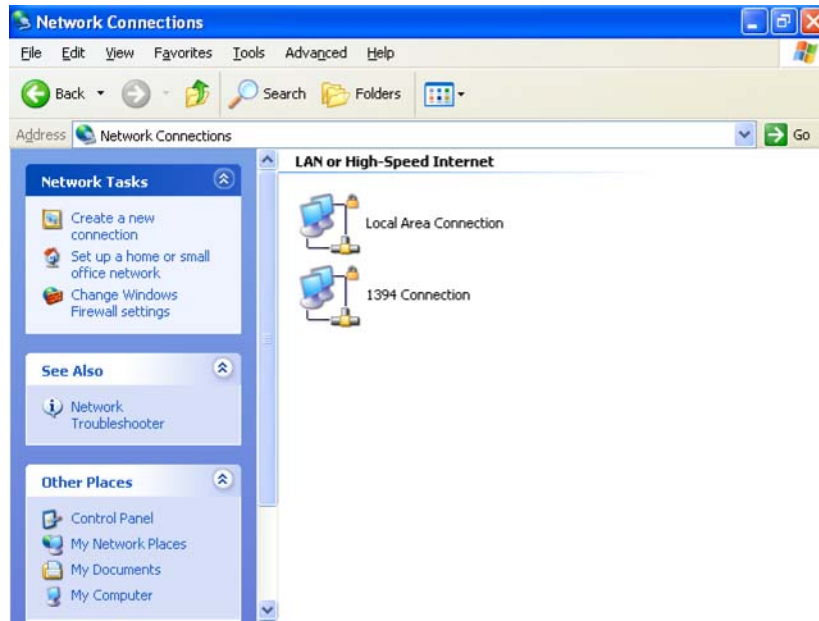 Network Connections
File Edit View Favorites Tools Advanced Help
Back Search Folders
Address Network Connections Go
Network Tasks
Create a new
connection
Set up a home or small
office network
Change Windows
Firewall settings
See Also
Network
Troubleshooter
Other Places
Control Panel
My Network Places
My Documents
My Computer
LAN or High-Speed Internet
Local Area Connection
1394 Connection